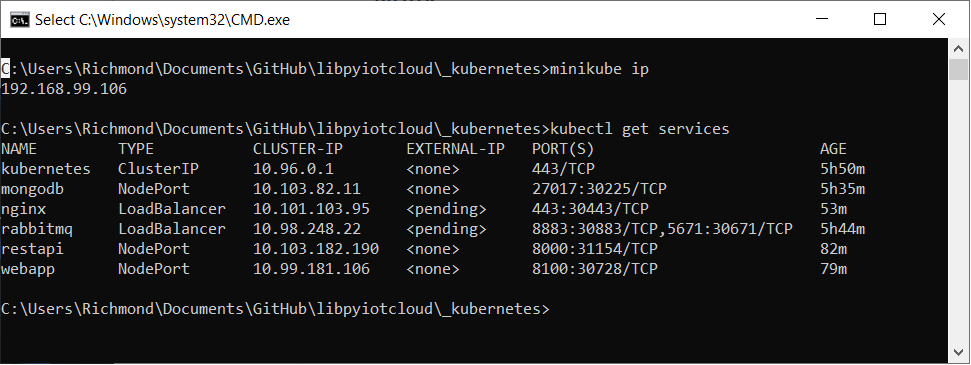 Select C:\Windows\system32\CMD.exe
C:\Users\Richmond\Documents\GitHub\libpyiotcloud\_kubernetes>minikube ip
192.168.99.106
C:\Users\Richmond\Documents\GitHub\libpyiotcloud\_kubernetes>kubectl get services
NAME TYPE CLUSTER-IP EXTERNAL-IP PORT(S) AGE
kubernetes ClusterIP 10.96.0.1 <none> 443/TCP 5h50m
mongodb NodePort 10.103.82.11 <none> 27017:30225/TCP 5h35m
nginx LoadBalancer 10.101.103.95 <pending> 443:30443/TCP 53m
rabbitmq LoadBalancer 10.98.248.22 <pending> 8883:30883/TCP,5671:30671/TCP 5h44m
restapi NodePort 10.103.182.190 <none> 8000:31154/TCP 82m
webapp NodePort 10.99.181.106 <none> 8100:30728/TCP 79m
C:\Users\Richmond\Documents\GitHub\libpyiotcloud\_kubernetes>